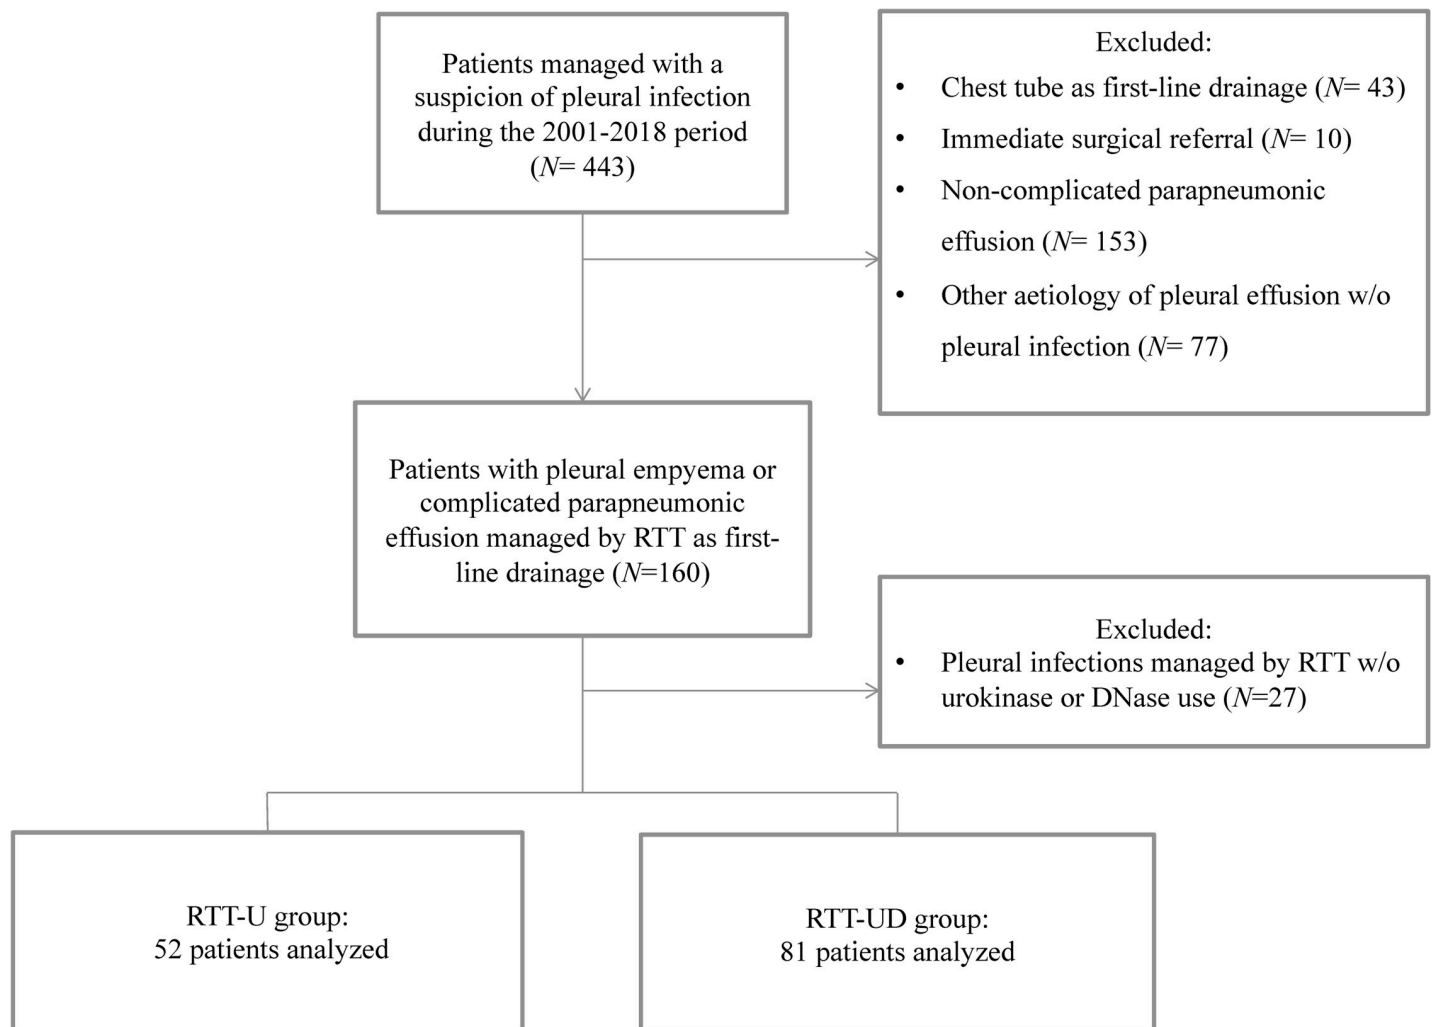 Patients managed with a
suspicion of pleural infection
during the 2001-2018 period
(N= 443)
Excluded:
• Chest tube as first-line drainage (N= 43)
• Immediate surgical referral (N= 10)
• Non-complicated parapneumonic
effusion (N= 153)
• Other aetiology of pleural effusion w/o
pleural infection (N= 77)
Patients with pleural empyema or
complicated parapneumonic
effusion managed by RTT as first-
line drainage (N=160)
Excluded:
• Pleural infections managed by RTT w/o
urokinase or DNase use (N=27)
RTT-U group:
52 patients analyzed
RTT-UD group:
81 patients analyzed